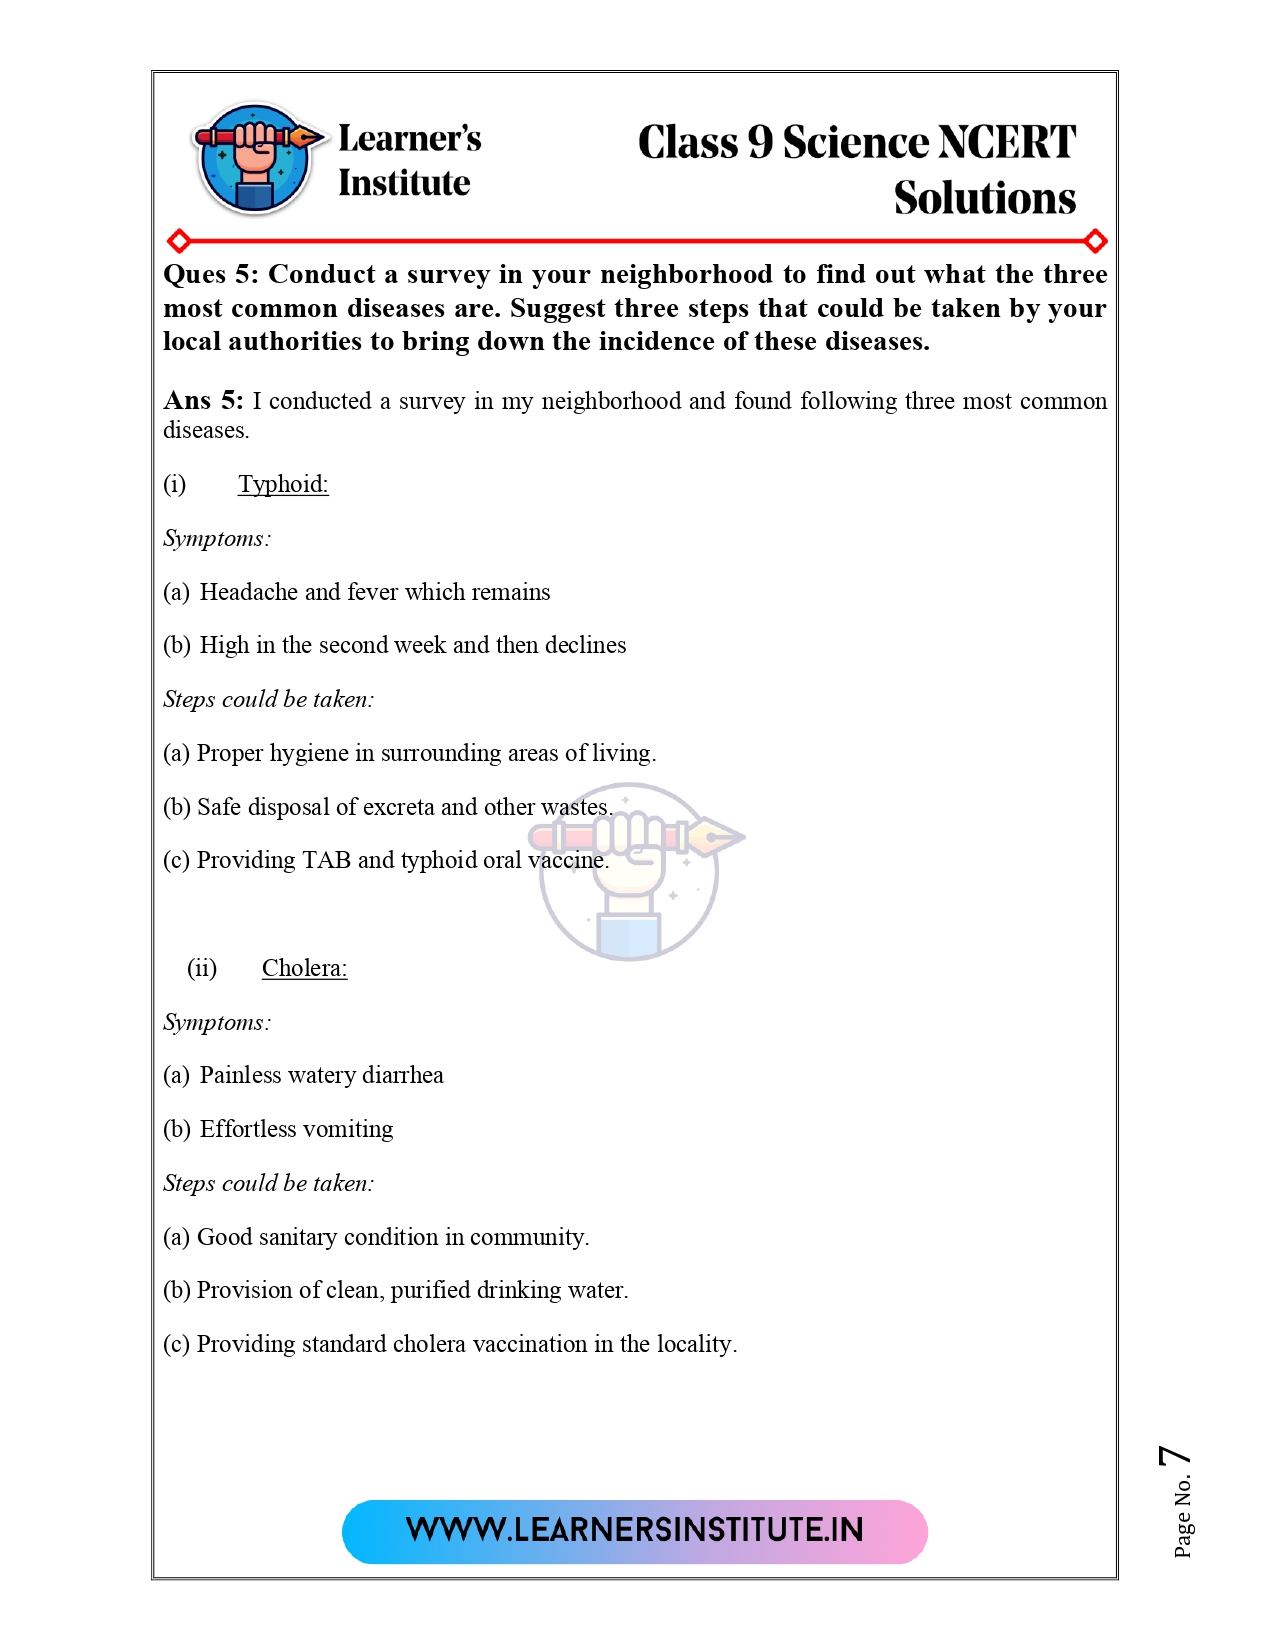 Learner's
Institute
Class 9 Science NCERT
Solutions
Ques 5: Conduct a survey in your neighborhood to find out what the three
most common diseases are. Suggest three steps that could be taken by your
local authorities to bring down the incidence of these diseases.
Ans 5: I conducted a survey in my neighborhood and found following three most common
diseases.
(i) Typhoid:
Symptoms:
(a) Headache and fever which remains
(b) High in the second week and then declines
Steps could be taken:
(a) Proper hygiene in surrounding areas of living.
(b) Safe disposal of excreta and other wastes.
(c) Providing TAB and typhoid oral vaccine.
(ii) Cholera:
Symptoms:
(a) Painless watery diarrhea
(b) Effortless vomiting
Steps could be taken:
(a) Good sanitary condition in community.
(b) Provision of clean, purified drinking water.
(c) Providing standard cholera vaccination in the locality.
Page No. 7
WWW.LEARNERSINSTITUTE.IN